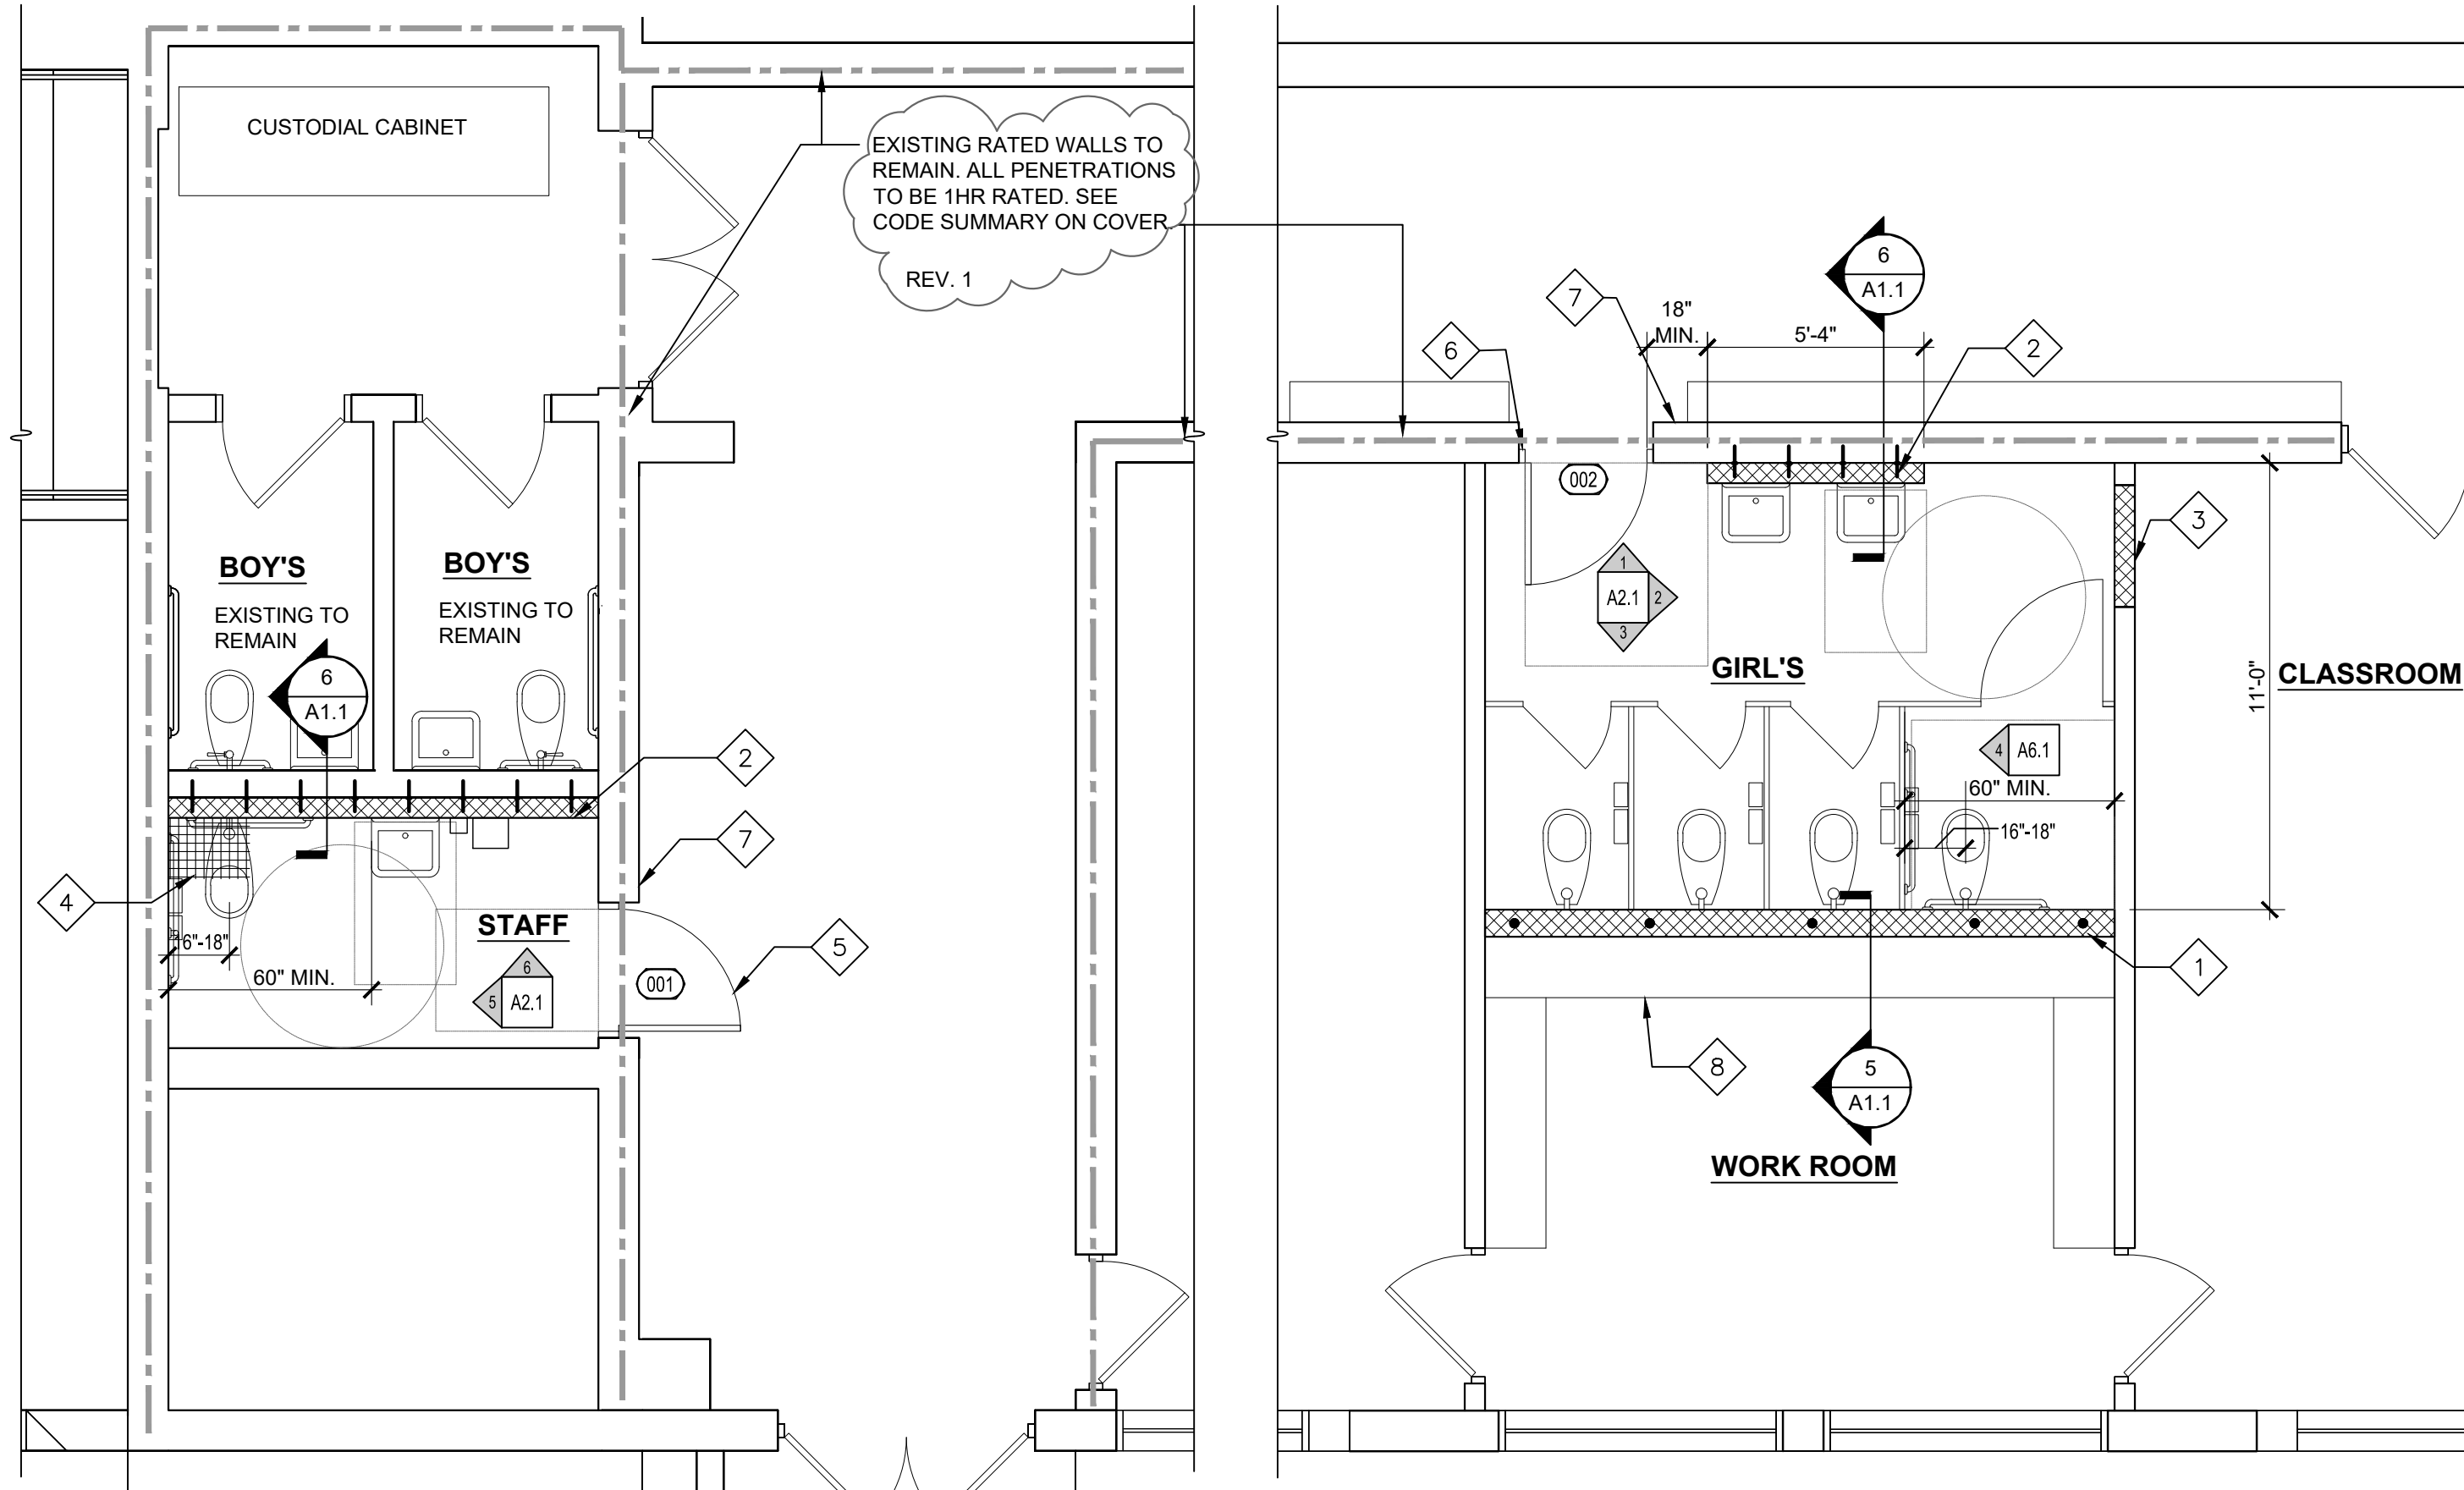 CUSTODIAL CABINET
EXISTING RATED WALLS TO
REMAIN. ALL PENETRATIONS
TO BE 1HR RATED. SEE
CODE SUMMARY ON COVER
REV. 1
BOY'S
EXISTING TO
REMAIN
BOY'S
EXISTING TO
REMAIN
6
A1.1
2
7
4
6"-18"
60" MIN.
STAFF
6
5
A2.1
001
5
6
A1.1
7
18"
MIN.
5'-4"
6
2
002
3
1
A2.1
2
3
GIRL'S
11'-0"
CLASSROOM
4
A6.1
60" MIN.
16"-18"
1
8
5
A1.1
WORK ROOM